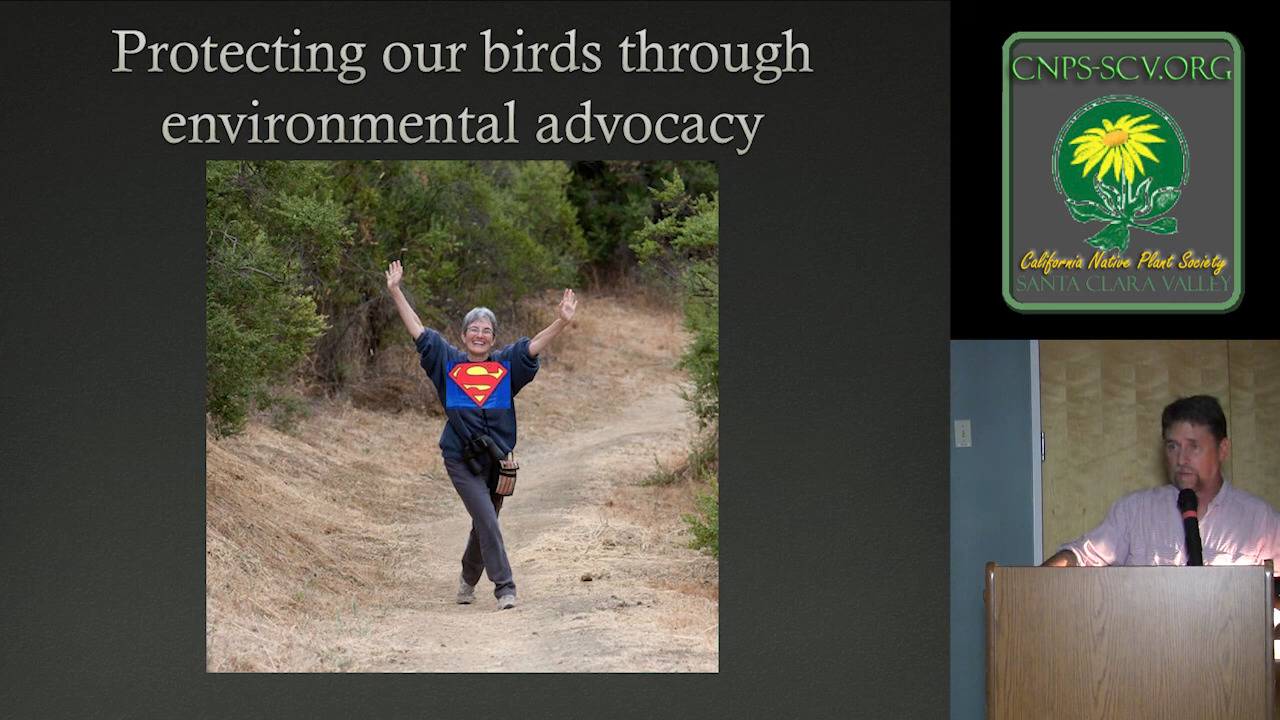 Protecting our birds through
environmental advocacy
CNPS-SCV.ORG
California Native Plant Society
SANTA CLARA VALLEY